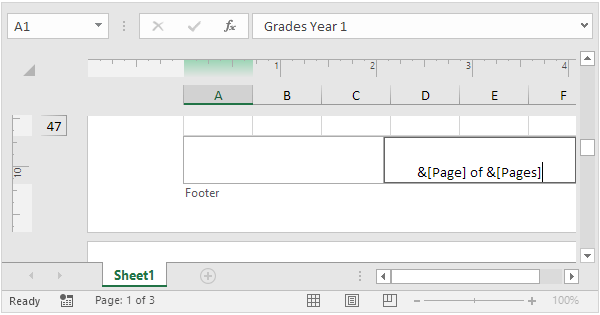 A1 fx Grades Year 1
1 2 3 4
A B C D E F
47
10
&[Page] of &[Pages]
Footer
Sheet1
Ready Page: 1 of 3 100%